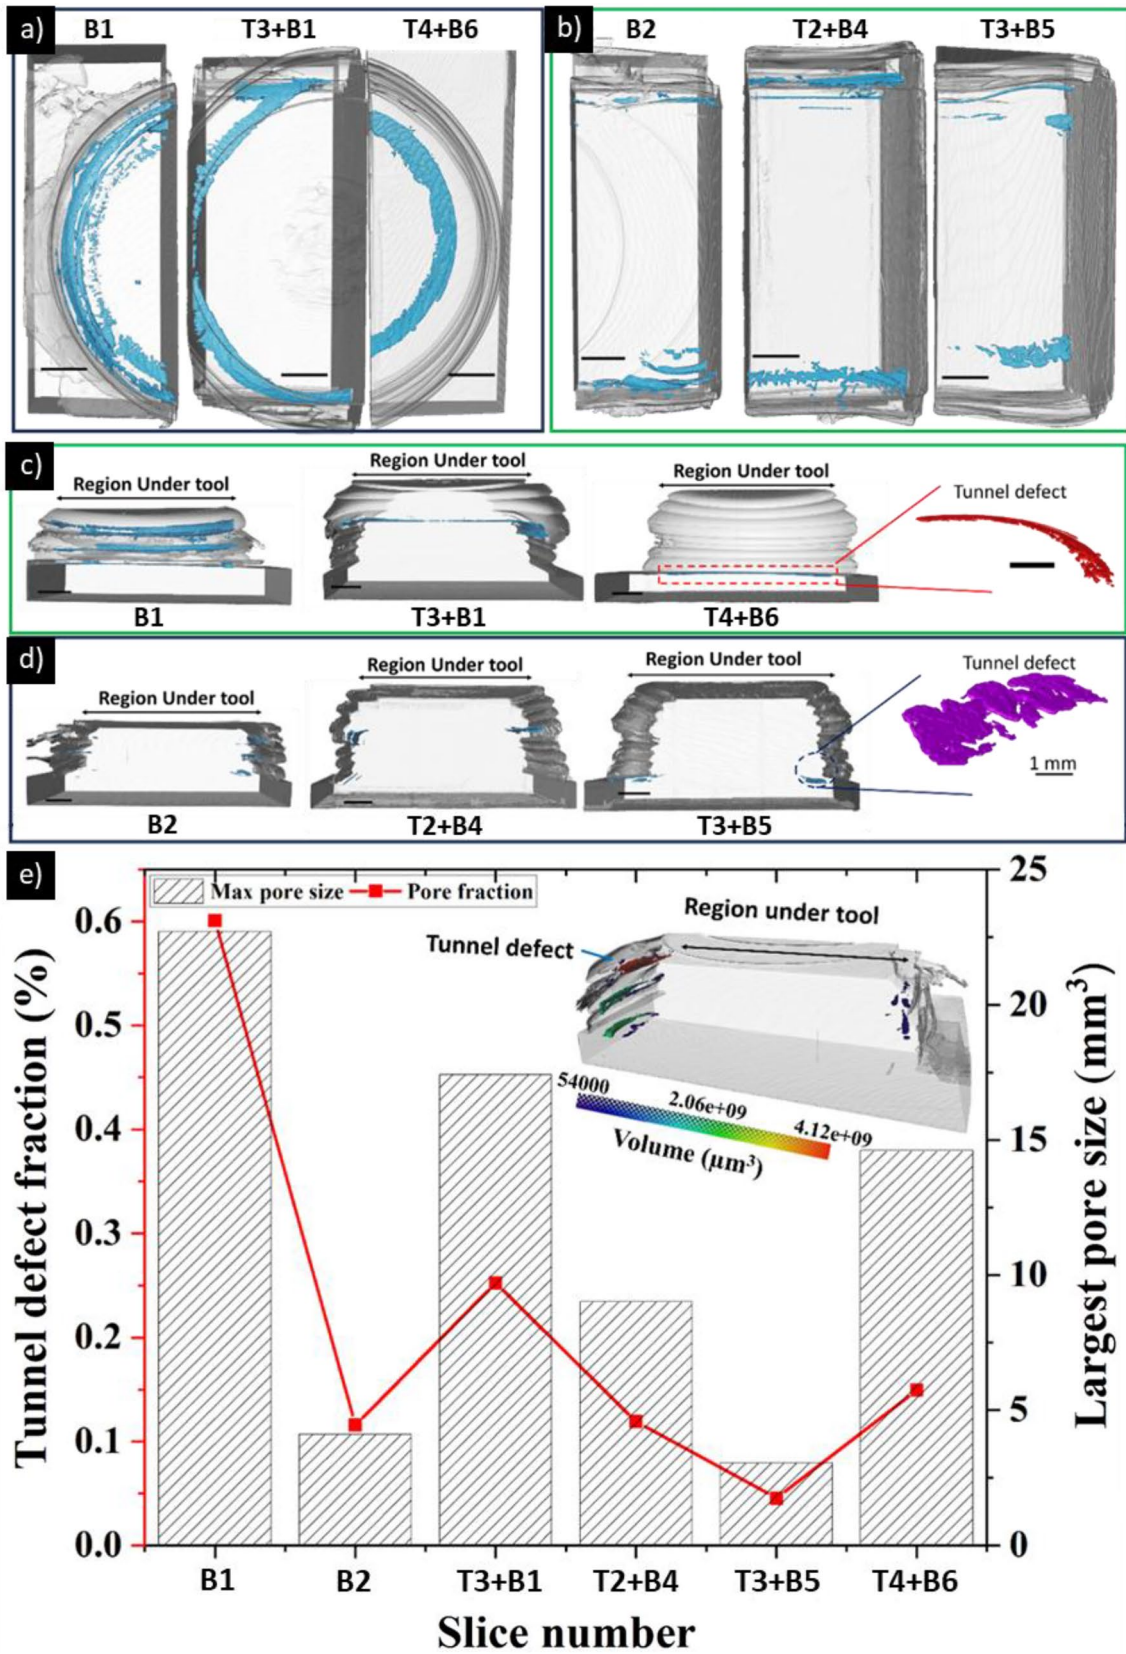 a)
B1 T3+B1 T4+B6
b)
B2 T2+B4 T3+B5
c)
Region Under tool
Region Under tool
Region Under tool
Tunnel defect
B1 T3+B1 T4+B6
d)
Region Under tool
Region Under tool
Region Under tool
Tunnel defect
1 mm
B2 T2+B4 T3+B5
e)
Max pore size Pore fraction
Region under tool
Tunnel defect
54000 2.06e+09 4.12e+09
Volume (μm³)
Tunnel defect fraction (%)
0.6
0.5
0.4
0.3
0.2
0.1
0.0
25
20
15
10
5
0
Largest pore size (mm³)
B1 B2 T3+B1 T2+B4 T3+B5 T4+B6
Slice number